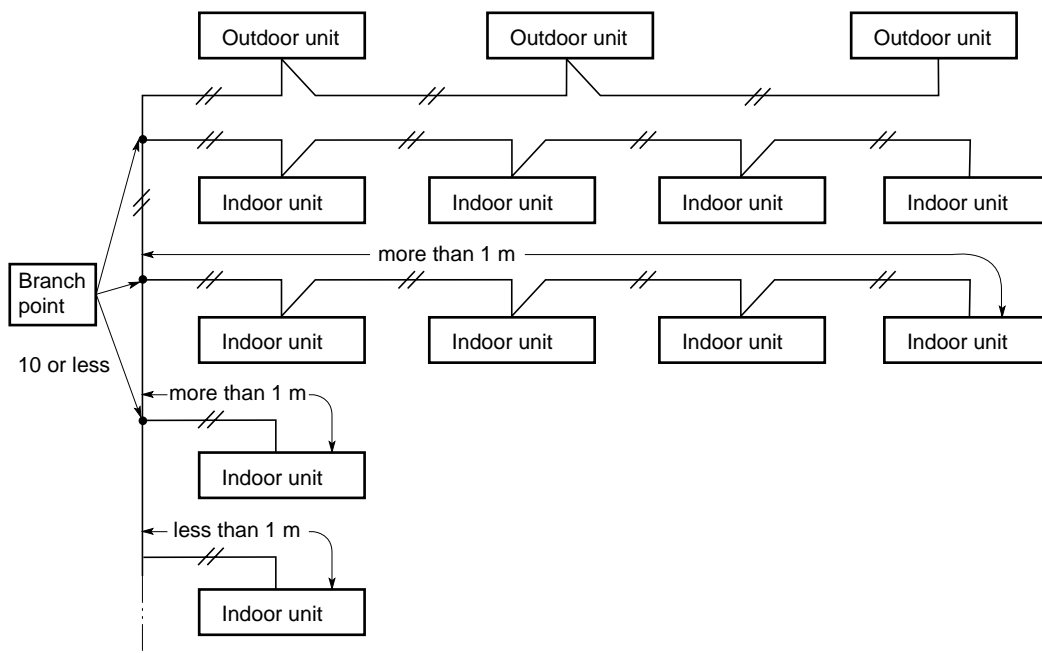 Outdoor unit
Outdoor unit
Outdoor unit
Indoor unit
Indoor unit
Indoor unit
Indoor unit
more than 1 m
Branch
point
Indoor unit
Indoor unit
Indoor unit
Indoor unit
10 or less
more than 1 m
Indoor unit
less than 1 m
Indoor unit